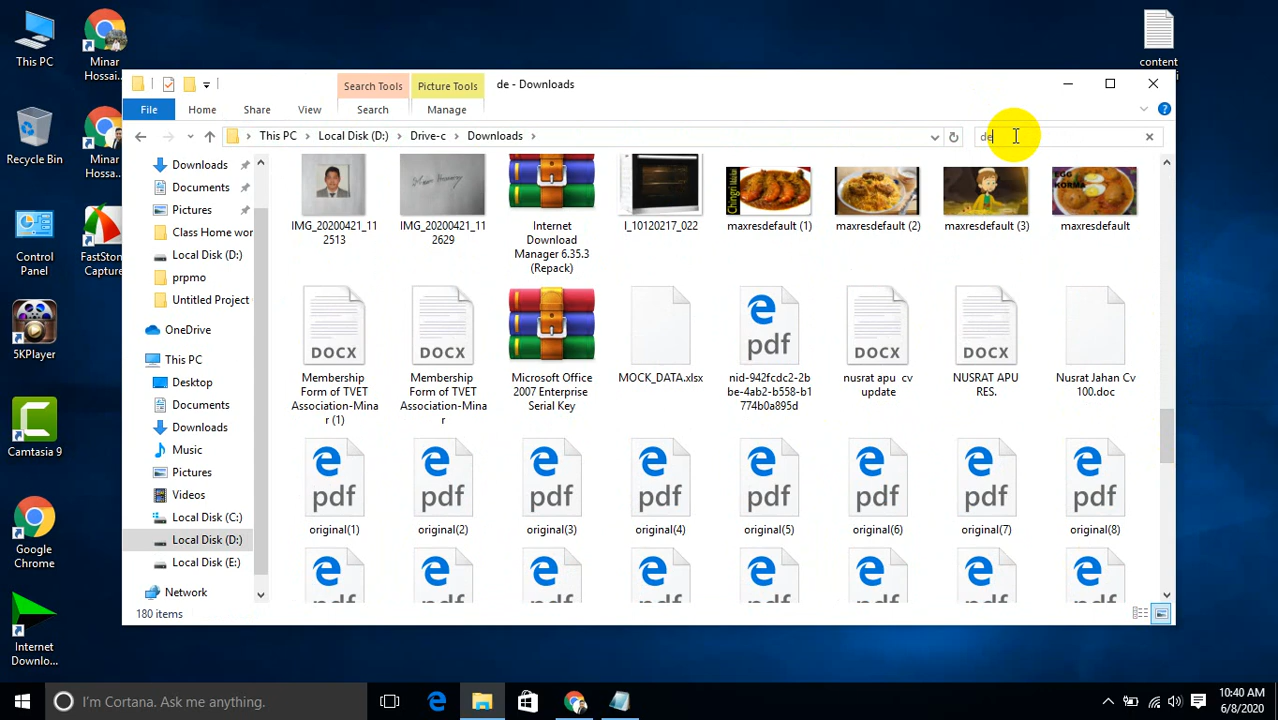 This PC
Minar
Hossai...
content
i
Recycle Bin
Minar
Hossa...
Control
Panel
FastStone
Capture
5KPlayer
Camtasia 9
Google
Chrome
Internet
Downlo...
Search Tools
Picture Tools
de - Downloads
File
Home
Share
View
Search
Manage
This PC
Local Disk (D:)
Drive-c
Downloads
de
Downloads
Documents
Pictures
Class Home wor
Local Disk (D:)
prpmo
Untitled Project
OneDrive
This PC
Desktop
Documents
Downloads
Music
Pictures
Videos
Local Disk (C:)
Local Disk (D:)
Local Disk (E:)
Network
IMG_20200421_11
2513
IMG_20200421_11
2629
Internet
Download
Manager 6.35.3
(Repack)
I_10120217_022
Chingri Malai
maxresdefault (1)
maxresdefault (2)
maxresdefault (3)
EGG
KORMA
maxresdefault
DOCX
Membership
Form of TVET
Association-Mina
r (1)
DOCX
Membership
Form of TVET
Association-Mina
r
Microsoft Office
2007 Enterprise
Serial Key
MOCK_DATA.xlsx
pdf
nid-942fcdc2-2b
be-4ab2-b558-b1
774b0a895d
DOCX
nusrat apu cv
update
DOCX
NUSRAT APU
RES.
Nusrat Jahan Cv
100.doc
pdf
original(1)
pdf
original(2)
pdf
original(3)
pdf
original(4)
pdf
original(5)
pdf
original(6)
pdf
original(7)
pdf
original(8)
180 items
I'm Cortana. Ask me anything.
10:40 AM
6/8/2020